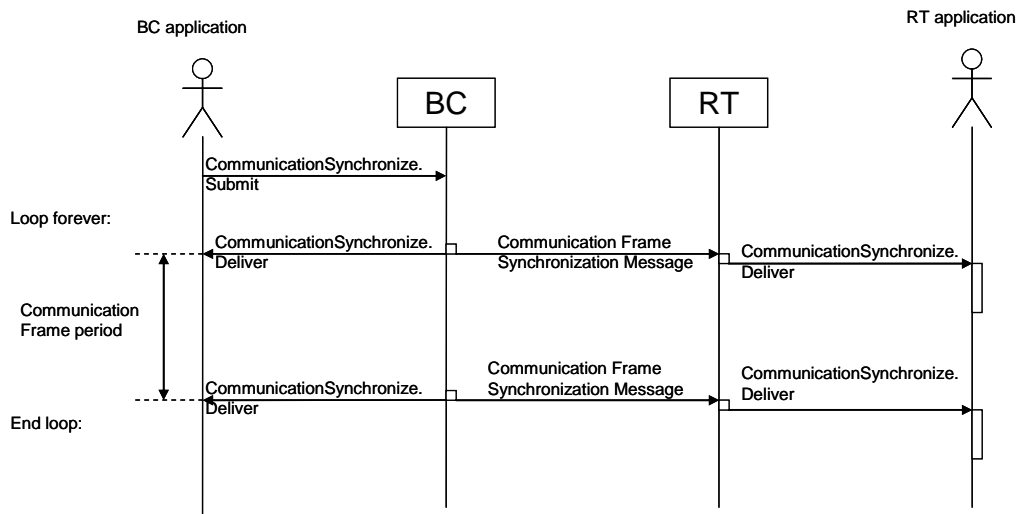 RT application
BC application
BC
RT
CommunicationSynchronize.
Submit
Loop forever:
CommunicationSynchronize.
Deliver
Communication Frame
Synchronization Message
CommunicationSynchronize.
Deliver
Communication
Frame period
CommunicationSynchronize.
Deliver
Communication Frame
Synchronization Message
CommunicationSynchronize.
Deliver
End loop: